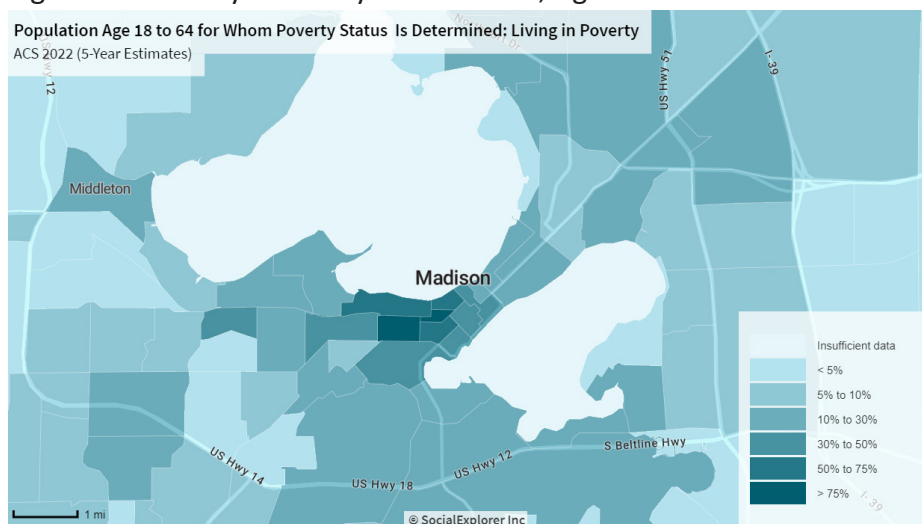 Population Age 18 to 64 for Whom Poverty Status Is Determined: Living in Poverty
ACS 2022 (5-Year Estimates)
US Hwy 12
US Hwy 51
I-39
Middleton
Madison
Insufficient data
< 5%
5% to 10%
10% to 30%
30% to 50%
50% to 75%
> 75%
S Beltline Hwy
US Hwy 12
US Hwy 14
US Hwy 18
I-39
1 mi
© SocialExplorer Inc